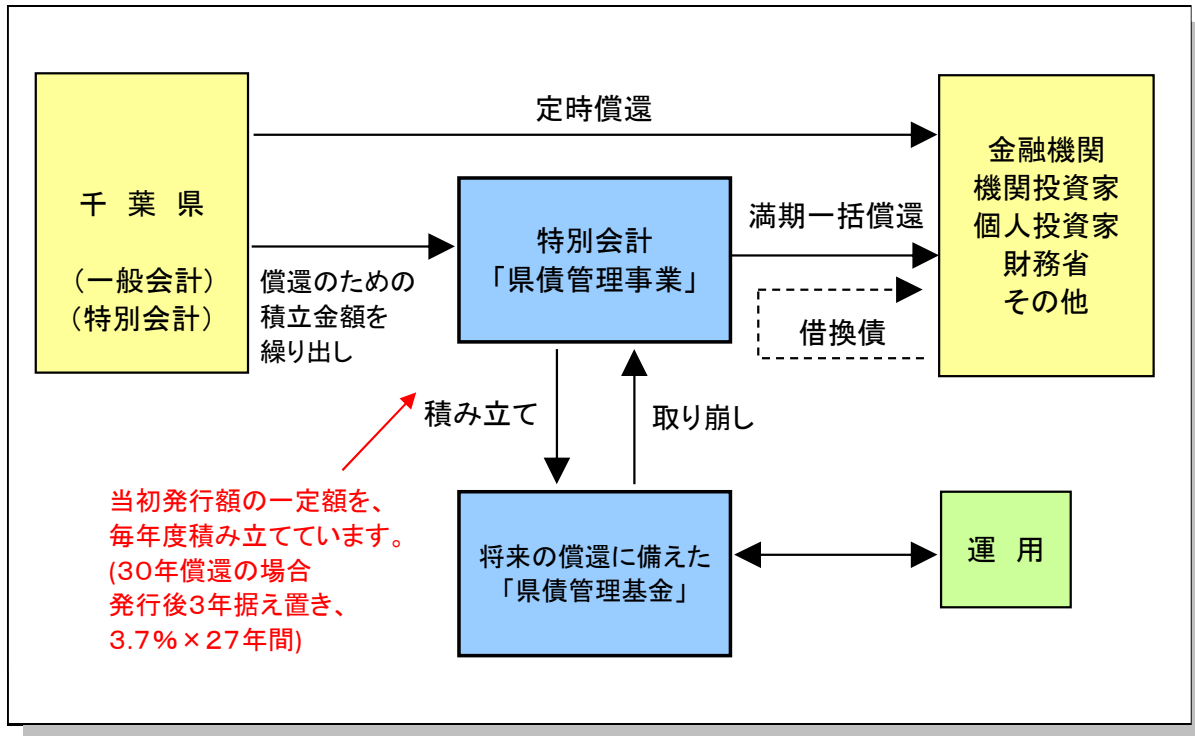 定時償還
千 葉 県
(一般会計)
(特別会計)
償還のための
積立金額を
繰り出し
特別会計
「県債管理事業」
満期一括償還
借換債
金融機関
機関投資家
個人投資家
財務省
その他
積み立て
取り崩し
当初発行額の一定額を、
毎年度積み立てています。
(30年償還の場合
発行後3年据え置き、
3.7%×27年間)
将来の償還に備えた
「県債管理基金」
運 用